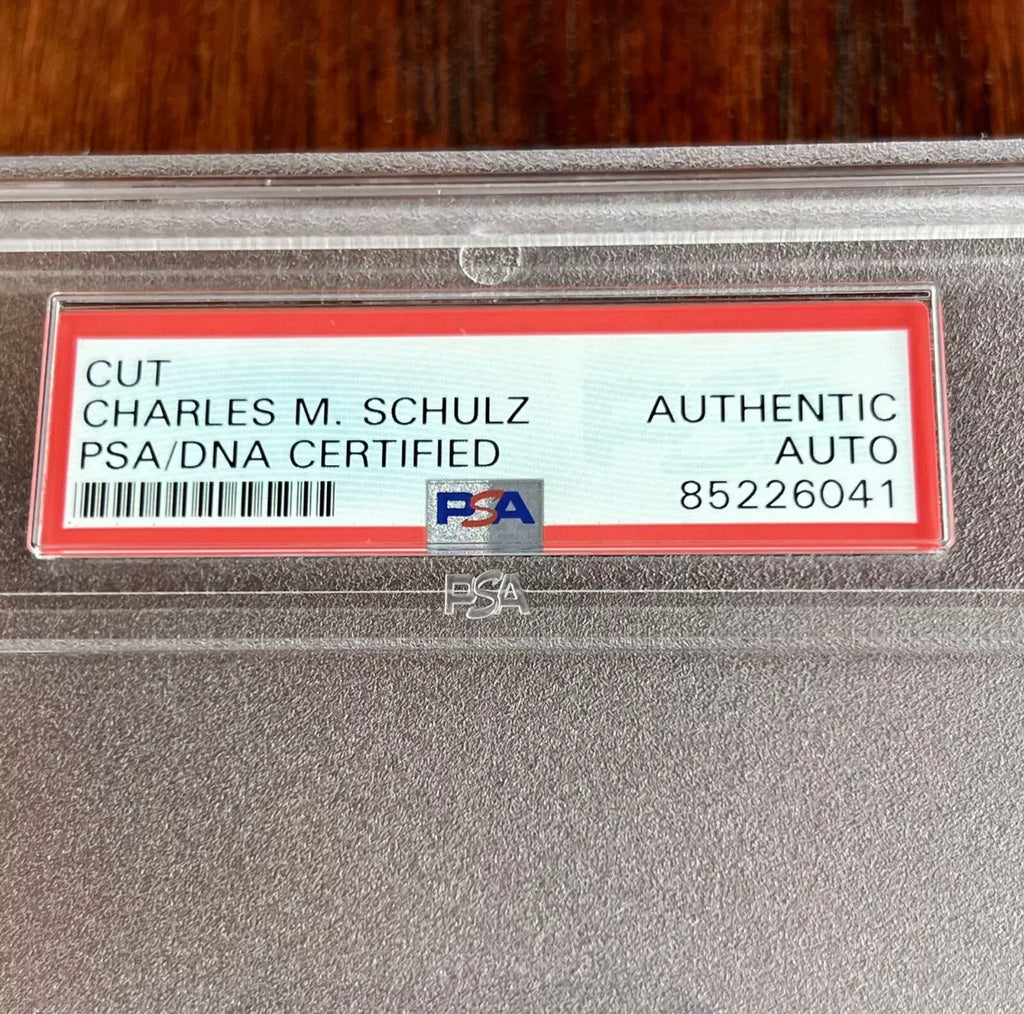 CUT
CHARLES M. SCHULZ
PSA/DNA CERTIFIED
AUTHENTIC
AUTO
85226041
PSA
PSA